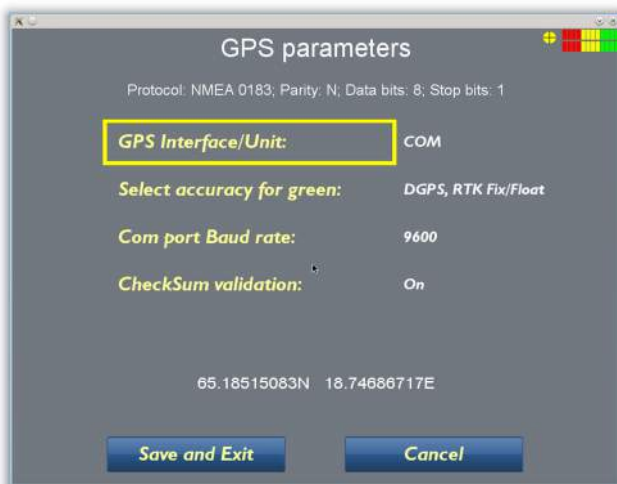 GPS parameters
Protocol: NMEA 0183; Parity: N; Data bits: 8; Stop bits: 1
GPS Interface/Unit: COM
Select accuracy for green: DGPS, RTK Fix/Float
Com port Baud rate: 9600
CheckSum validation: On
65.18515083N 18.74686717E
Save and Exit Cancel